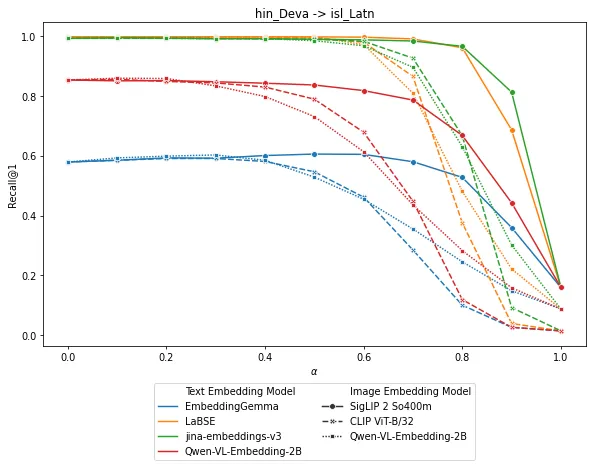 hin_Deva -> isl_Latn
Recall@1
1.0
0.8
0.6
0.4
0.2
0.0
0.0 0.2 0.4 0.6 0.8 1.0
α
Text Embedding Model
EmbeddingGemma
LaBSE
jina-embeddings-v3
Qwen-VL-Embedding-2B
Image Embedding Model
SigLIP 2 So400m
CLIP ViT-B/32
Qwen-VL-Embedding-2B